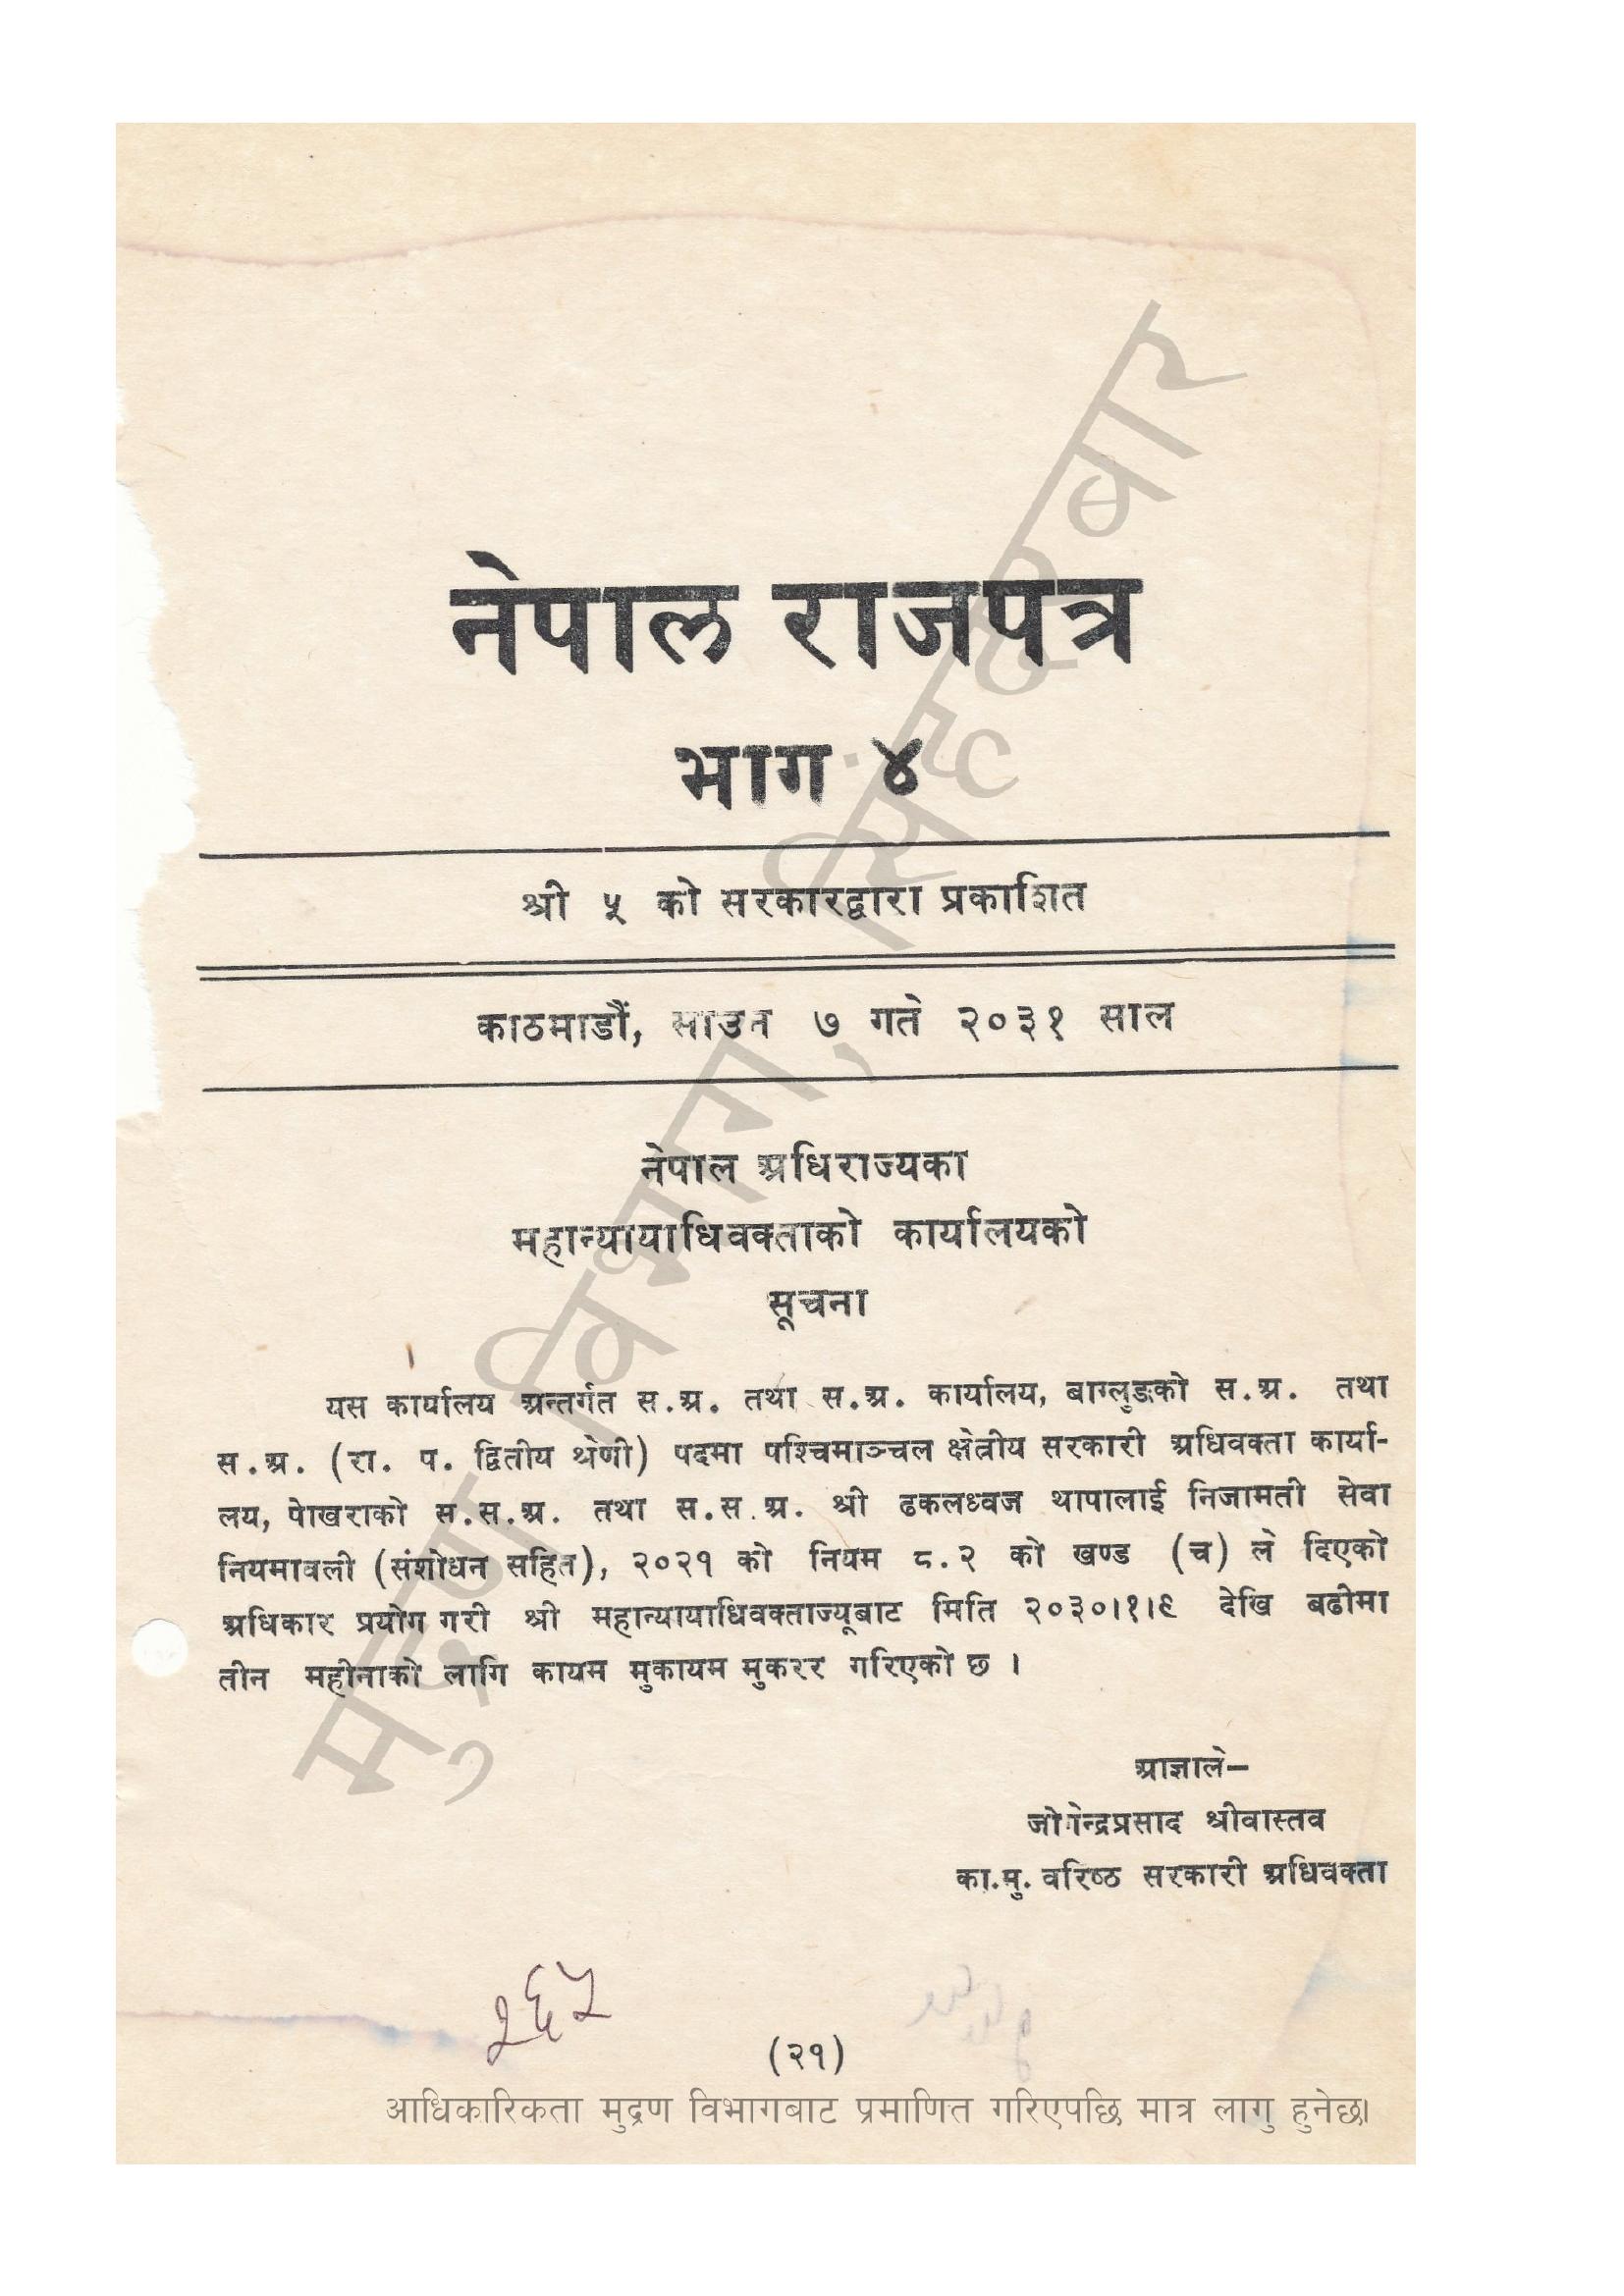 नेपाल राजपत्र
भाग ४
श्री ५ को सरकारद्वारा प्रकाशित
काठमाडौं, साउन ७ गते २०३१ साल
नेपाल अधिराज्यका
महान्यायाधिवक्ताको कार्यालयको
सूचना
यस कार्यालय अन्तर्गत स.अ. तथा स.अ. कार्यालय, बाग्लुङको स.अ. तथा
स.अ. (रा. प. द्वितीय श्रेणी) पदमा पश्चिमाञ्चल क्षेत्रीय सरकारी अधिवक्ता कार्या-
लय, पोखराको स.स.अ. तथा स.स.अ. श्री ढकलध्वज थापालाई निजामती सेवा
नियमावली (संशोधन सहित), २०२१ को नियम ८.२ को खण्ड (च) ले दिएको
अधिकार प्रयोग गरी श्री महान्यायाधिवक्ताज्यूबाट मिति २०३०।१।९ देखि बढीमा
तीन महीनाको लागि कायम मुकायम मुकरर गरिएको छ ।
आज्ञाले—
जोगेन्द्रप्रसाद श्रीवास्तव
का.मु. वरिष्ठ सरकारी अधिवक्ता
२६५
(२१)
आधिकारिकता मुद्रण विभागबाट प्रमाणित गरिएपछि मात्र लागु हुनेछ।
मुद्रण विभाग, सिंहदरबार